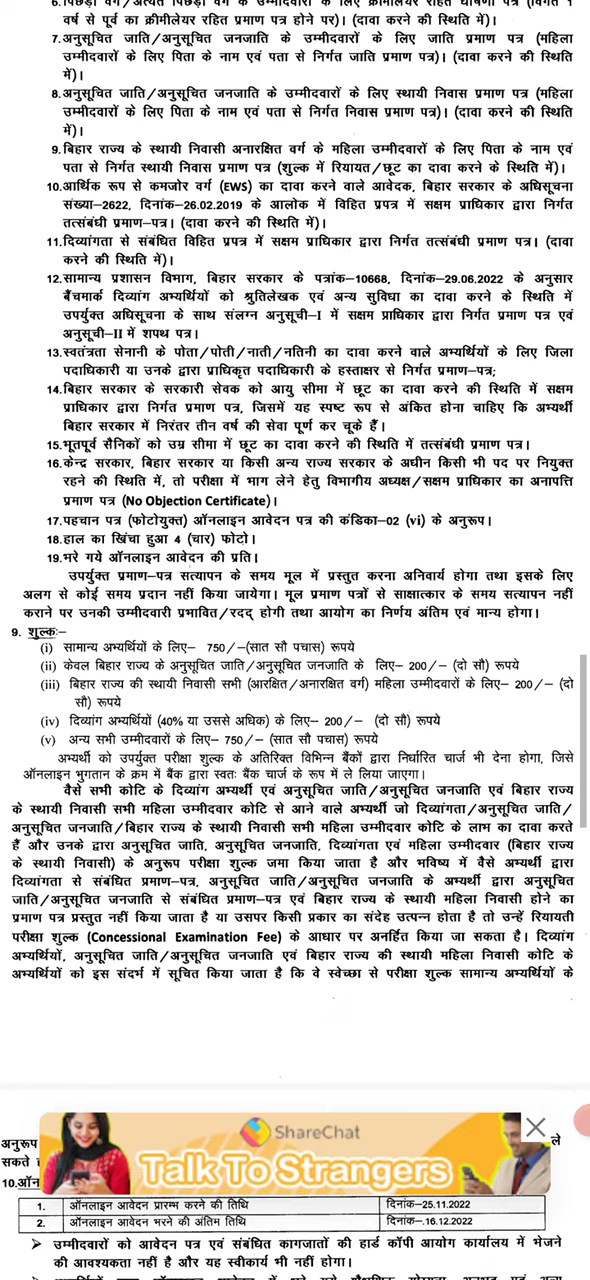 6.पिछड़ा वर्ग/अत्यंत पिछड़ा वर्ग के उम्मीदवारों के लिए क्रीमीलेयर रहित घोषणा पत्र (विगत 1
वर्ष से पूर्व का क्रीमीलेयर रहित प्रमाण पत्र होने पर)। (दावा करने की स्थिति में)।
7.अनुसूचित जाति/अनुसूचित जनजाति के उम्मीदवारों के लिए जाति प्रमाण पत्र (महिला
उम्मीदवारों के लिए पिता के नाम एवं पता से निर्गत जाति प्रमाण पत्र)। (दावा करने की स्थिति
में)।
8.अनुसूचित जाति/अनुसूचित जनजाति के उम्मीदवारों के लिए स्थायी निवास प्रमाण पत्र (महिला
उम्मीदवारों के लिए पिता के नाम एवं पता से निर्गत निवास प्रमाण पत्र)। (दावा करने की स्थिति
में)।
9.बिहार राज्य के स्थायी निवासी अनारक्षित वर्ग के महिला उम्मीदवारों के लिए पिता के नाम एवं
पता से निर्गत स्थायी निवास प्रमाण पत्र (शुल्क में रियायत/छूट का दावा करने के स्थिति में)।
10.आर्थिक रूप से कमजोर वर्ग (EWS) का दावा करने वाले आवेदक, बिहार सरकार के अधिसूचना
संख्या–2622, दिनांक–26.02.2019 के आलोक में विहित प्रपत्र में सक्षम प्राधिकार द्वारा निर्गत
तत्संबंधी प्रमाण–पत्र। (दावा करने की स्थिति में)।
11.दिव्यांगता से संबंधित विहित प्रपत्र में सक्षम प्राधिकार द्वारा निर्गत तत्संबंधी प्रमाण पत्र। (दावा
करने की स्थिति में)।
12.सामान्य प्रशासन विभाग, बिहार सरकार के पत्रांक–10668, दिनांक–29.06.2022 के अनुसार
बैंचमार्क दिव्यांग अभ्यर्थियों को श्रुतिलेखक एवं अन्य सुविधा का दावा करने के स्थिति में
उपर्युक्त अधिसूचना के साथ संलग्न अनुसूची–I में सक्षम प्राधिकार द्वारा निर्गत प्रमाण पत्र एवं
अनुसूची–II में शपथ पत्र।
13.स्वतंत्रता सेनानी के पोता/पोती/नाती/नतिनी का दावा करने वाले अभ्यर्थियों के लिए जिला
पदाधिकारी या उनके द्वारा प्राधिकृत पदाधिकारी के हस्ताक्षर से निर्गत प्रमाण–पत्र;
14.बिहार सरकार के सरकारी सेवक को आयु सीमा में छूट का दावा करने की स्थिति में सक्षम
प्राधिकार द्वारा निर्गत प्रमाण पत्र, जिसमें यह स्पष्ट रूप से अंकित होना चाहिए कि अभ्यर्थी
बिहार सरकार में निरंतर तीन वर्ष की सेवा पूर्ण कर चूके हैं।
15.भूतपूर्व सैनिकों को उम्र सीमा में छूट का दावा करने की स्थिति में तत्संबंधी प्रमाण पत्र।
16.केन्द्र सरकार, बिहार सरकार या किसी अन्य राज्य सरकार के अधीन किसी भी पद पर नियुक्त
रहने की स्थिति में, तो परीक्षा में भाग लेने हेतु विभागीय अध्यक्ष/सक्षम प्राधिकार का अनापत्ति
प्रमाण पत्र (No Objection Certificate)।
17.पहचान पत्र (फोटोयुक्त) ऑनलाइन आवेदन पत्र की कंडिका–02 (vi) के अनुरूप।
18.हाल का खिंचा हुआ 4 (चार) फोटो।
19.भरे गये ऑनलाइन आवेदन की प्रति।
उपर्युक्त प्रमाण–पत्र सत्यापन के समय मूल में प्रस्तुत करना अनिवार्य होगा तथा इसके लिए
अलग से कोई समय प्रदान नहीं किया जायेगा। मूल प्रमाण पत्रों से साक्षात्कार के समय सत्यापन नहीं
कराने पर उनकी उम्मीदवारी प्रभावित/रदद् होगी तथा आयोग का निर्णय अंतिम एवं मान्य होगा।
9. शुल्कः–
(i) सामान्य अभ्यर्थियों के लिए– 750/–(सात सौ पचास) रूपये
(ii) केवल बिहार राज्य के अनुसूचित जाति/अनुसूचित जनजाति के लिए– 200/– (दो सौ) रूपये
(iii) बिहार राज्य की स्थायी निवासी सभी (आरक्षित/अनारक्षित वर्ग) महिला उम्मीदवारों के लिए– 200/– (दो
सौ) रूपये
(iv) दिव्यांग अभ्यर्थियों (40% या उससे अधिक) के लिए– 200/– (दो सौ) रूपये
(v) अन्य सभी उम्मीदवारों के लिए– 750/– (सात सौ पचास) रूपये
अभ्यर्थी को उपर्युक्त परीक्षा शुल्क के अतिरिक्त विभिन्न बैंकों द्वारा निर्धारित चार्ज भी देना होगा, जिसे
ऑनलाइन भुगतान के क्रम में बैंक द्वारा स्वतः बैंक चार्ज के रूप में ले लिया जाएगा।
वैसे सभी कोटि के दिव्यांग अभ्यर्थी एवं अनुसूचित जाति/अनुसूचित जनजाति एवं बिहार राज्य
के स्थायी निवासी सभी महिला उम्मीदवार कोटि से आने वाले अभ्यर्थी जो दिव्यांगता/अनुसूचित जाति/
अनुसूचित जनजाति/बिहार राज्य के स्थायी निवासी सभी महिला उम्मीदवार कोटि के लाभ का दावा करते
हैं और उनके द्वारा अनुसूचित जाति, अनुसूचित जनजाति, दिव्यांगता एवं महिला उम्मीदवार (बिहार राज्य
के स्थायी निवासी) के अनुरूप परीक्षा शुल्क जमा किया जाता है और भविष्य में वैसे अभ्यर्थी द्वारा
दिव्यांगता से संबंधित प्रमाण–पत्र, अनुसूचित जाति/अनुसूचित जनजाति के अभ्यर्थी द्वारा अनुसूचित
जाति/अनुसूचित जनजाति से संबंधित प्रमाण–पत्र एवं बिहार राज्य के स्थायी महिला निवासी होने का
प्रमाण पत्र प्रस्तुत नहीं किया जाता है या उसपर किसी प्रकार का संदेह उत्पन्न होता है तो उन्हें रियायती
परीक्षा शुल्क (Concessional Examination Fee) के आधार पर अनर्हित किया जा सकता है। दिव्यांग
अभ्यर्थियों, अनुसूचित जाति/अनुसूचित जनजाति एवं बिहार राज्य की स्थायी महिला निवासी कोटि के
अभ्यर्थियों को इस संदर्भ में सूचित किया जाता है कि वे स्वेच्छा से परीक्षा शुल्क सामान्य अभ्यर्थियों के
अनुरूप ले
सकते
ShareChat
Talk To Strangers
10.ऑन
1. ऑनलाइन आवेदन प्रारम्भ करने की तिथि दिनांक–25.11.2022
2. ऑनलाइन आवेदन भरने की अंतिम तिथि दिनांक–.16.12.2022
➢ उम्मीदवारों को आवेदन पत्र एवं संबंधित कागजातों की हार्ड कॉपी आयोग कार्यालय में भेजने
की आवश्यकता नहीं है और यह स्वीकार्य भी नहीं होगा।